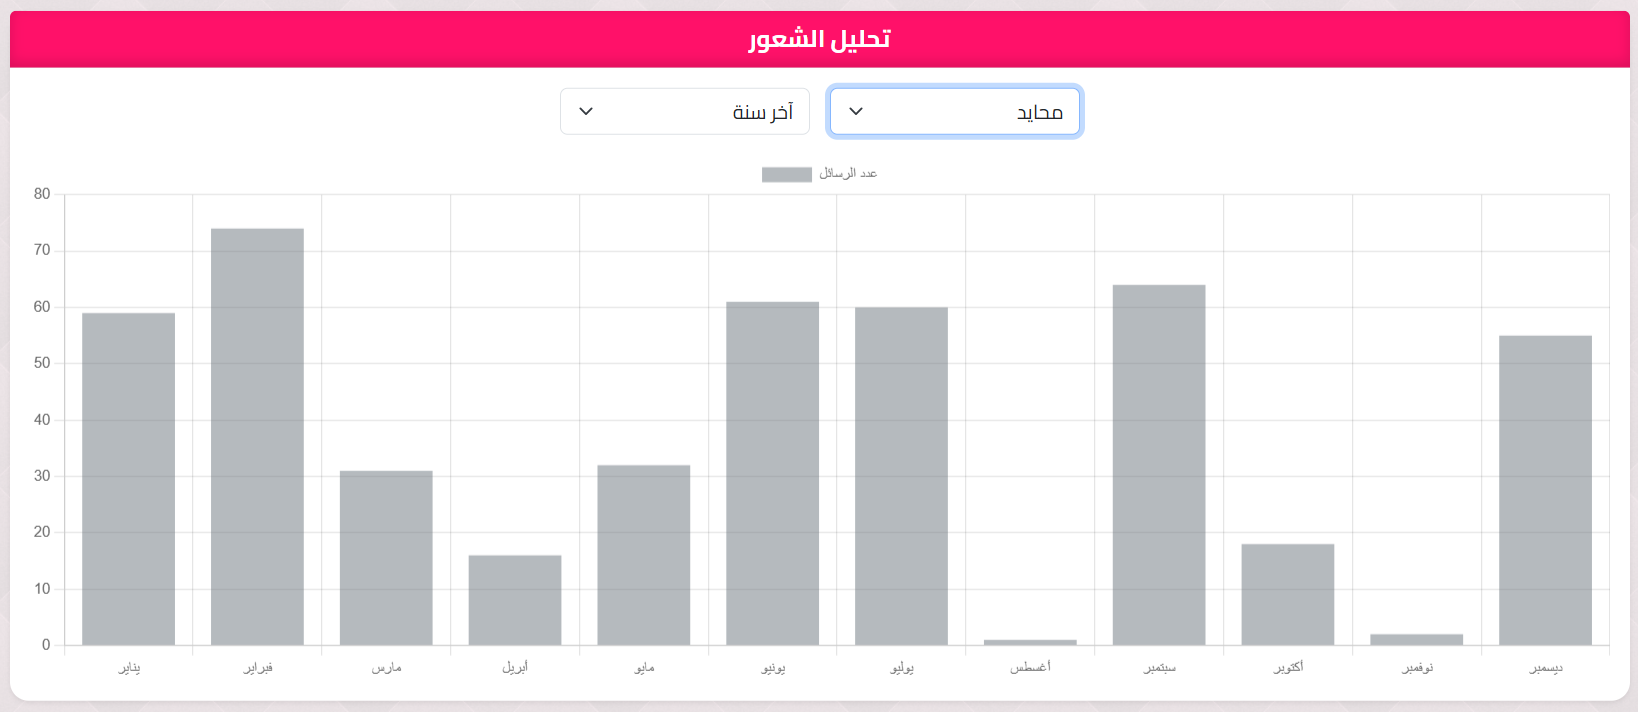 تحليل الشعور
محايد
آخر سنة
عدد الرسائل
80
70
60
50
40
30
20
10
0
يناير
فبراير
مارس
أبريل
مايو
يونيو
يوليو
أغسطس
سبتمبر
أكتوبر
نوفمبر
ديسمبر